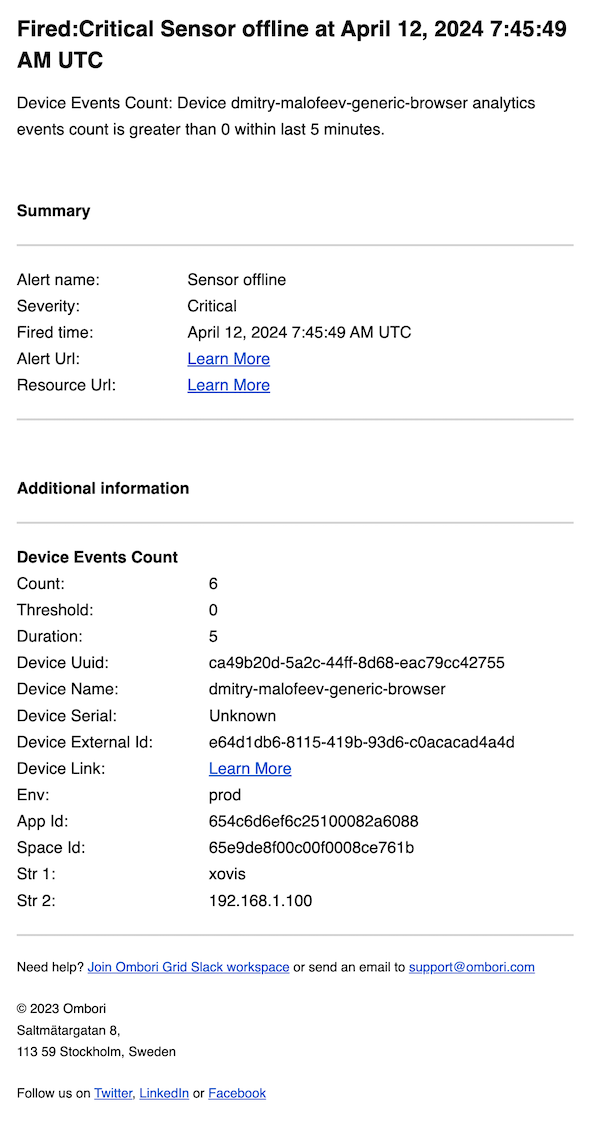 Fired:Critical Sensor offline at April 12, 2024 7:45:49
AM UTC
Device Events Count: Device dmitry-malofeev-generic-browser analytics
events count is greater than 0 within last 5 minutes.
Summary
Alert name: Sensor offline
Severity: Critical
Fired time: April 12, 2024 7:45:49 AM UTC
Alert Url: Learn More
Resource Url: Learn More
Additional information
Device Events Count
Count: 6
Threshold: 0
Duration: 5
Device Uuid: ca49b20d-5a2c-44ff-8d68-eac79cc42755
Device Name: dmitry-malofeev-generic-browser
Device Serial: Unknown
Device External Id: e64d1db6-8115-419b-93d6-c0acacad4a4d
Device Link: Learn More
Env: prod
App Id: 654c6d6ef6c25100082a6088
Space Id: 65e9de8f00c00f0008ce761b
Str 1: xovis
Str 2: 192.168.1.100
Need help? Join Ombori Grid Slack workspace or send an email to support@ombori.com
© 2023 Ombori
Saltmätargatan 8,
113 59 Stockholm, Sweden
Follow us on Twitter, LinkedIn or Facebook